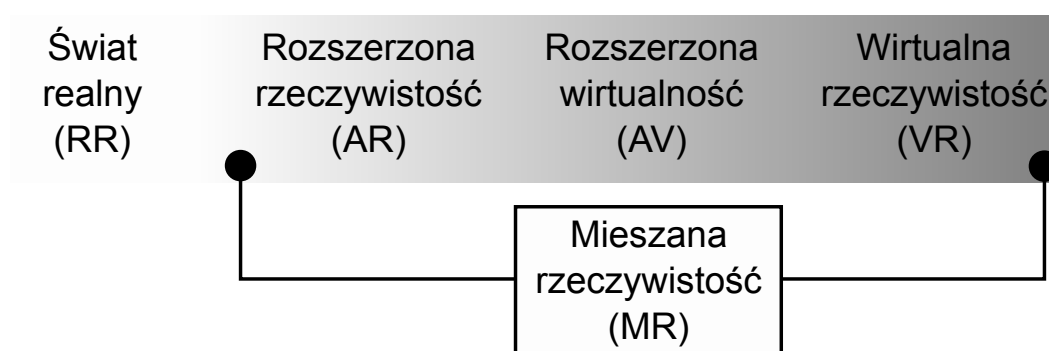 Świat
realny
(RR)
Rozszerzona
rzeczywistość
(AR)
Rozszerzona
wirtualność
(AV)
Wirtualna
rzeczywistość
(VR)
Mieszana
rzeczywistość
(MR)